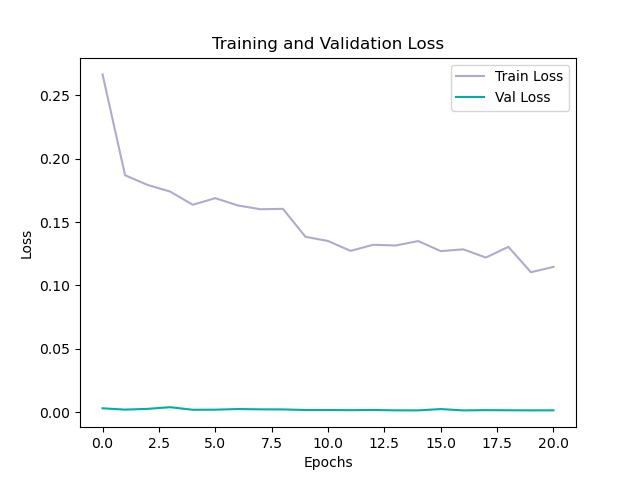 Training and Validation Loss
Train Loss
Val Loss
0.25
0.20
0.15
0.10
0.05
0.00
Loss
0.0 2.5 5.0 7.5 10.0 12.5 15.0 17.5 20.0
Epochs